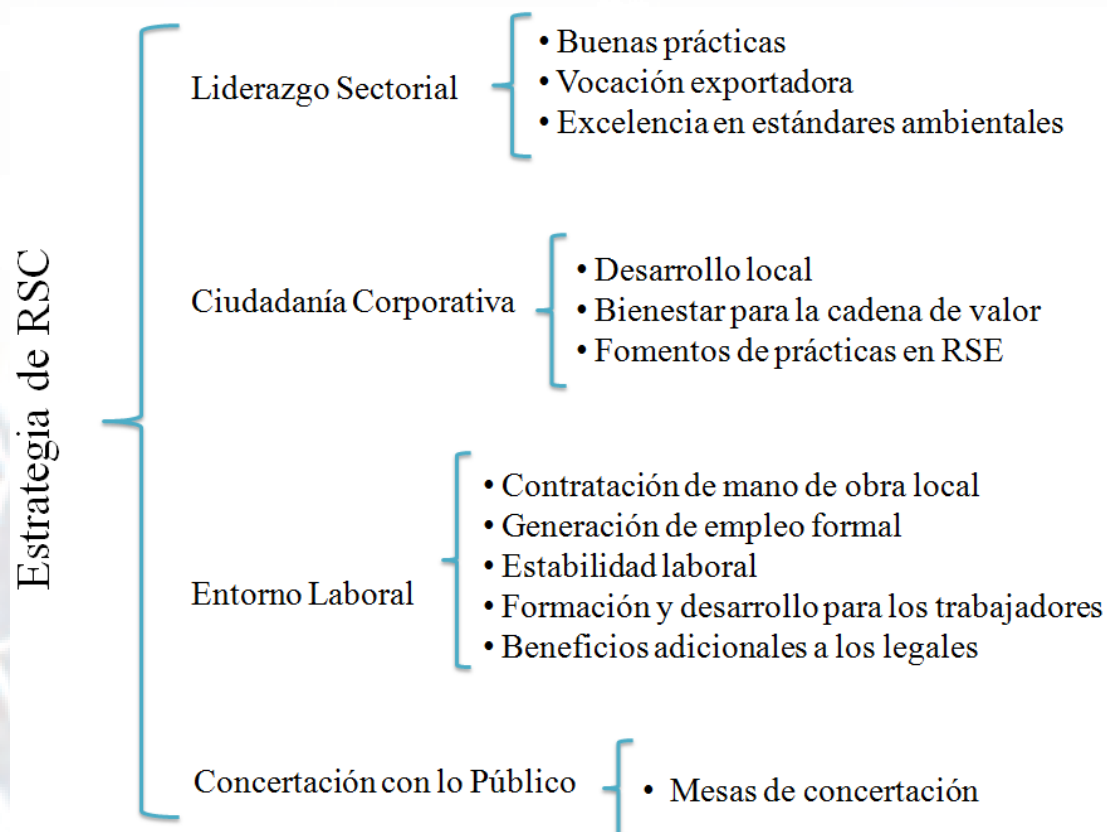 Estrategia de RSC
Liderazgo Sectorial
• Buenas prácticas
• Vocación exportadora
• Excelencia en estándares ambientales
Ciudadanía Corporativa
• Desarrollo local
• Bienestar para la cadena de valor
• Fomentos de prácticas en RSE
Entorno Laboral
• Contratación de mano de obra local
• Generación de empleo formal
• Estabilidad laboral
• Formación y desarrollo para los trabajadores
• Beneficios adicionales a los legales
Concertación con lo Público
• Mesas de concertación